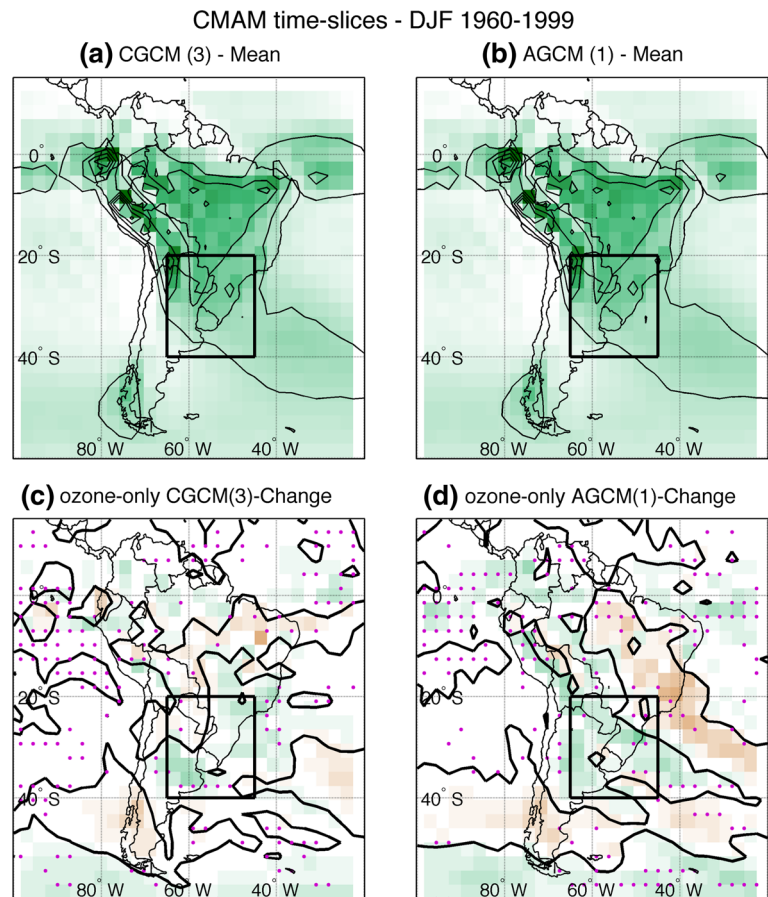 CMAM time-slices - DJF 1960-1999
(a) CGCM (3) - Mean
(b) AGCM (1) - Mean
0°
20° S
40° S
80° W 60° W 40° W
0°
20° S
40° S
80° W 60° W 40° W
(c) ozone-only CGCM(3)-Change
(d) ozone-only AGCM(1)-Change
0°
20° S
40° S
80° W 60° W 40° W
0°
20° S
40° S
80° W 60° W 40° W